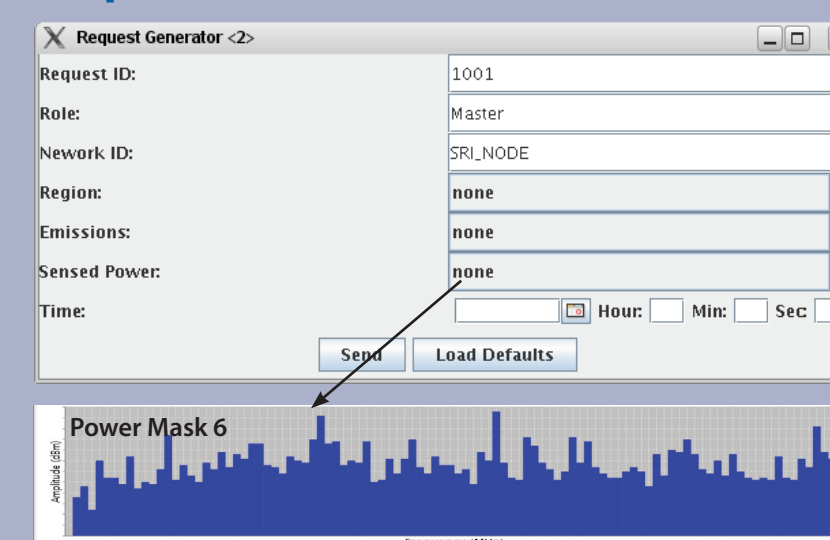 Request Generator <2>
Request ID: 1001
Role: Master
Nework ID: SRI_NODE
Region: none
Emissions: none
Sensed Power: none
Time: Hour: Min: Sec:
Send Load Defaults
Power Mask 6
Amplitude (dBm)